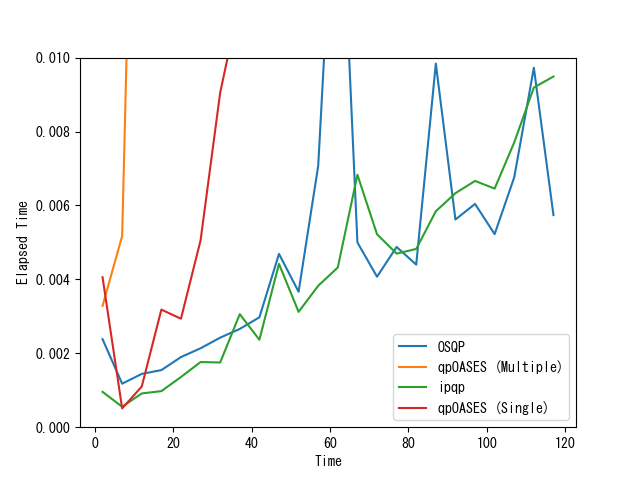 0.010
0.008
0.006
0.004
0.002
0.000
Elapsed Time
0
20
40
60
80
100
120
Time
OSQP
qpOASES (Multiple)
ipqp
qpOASES (Single)